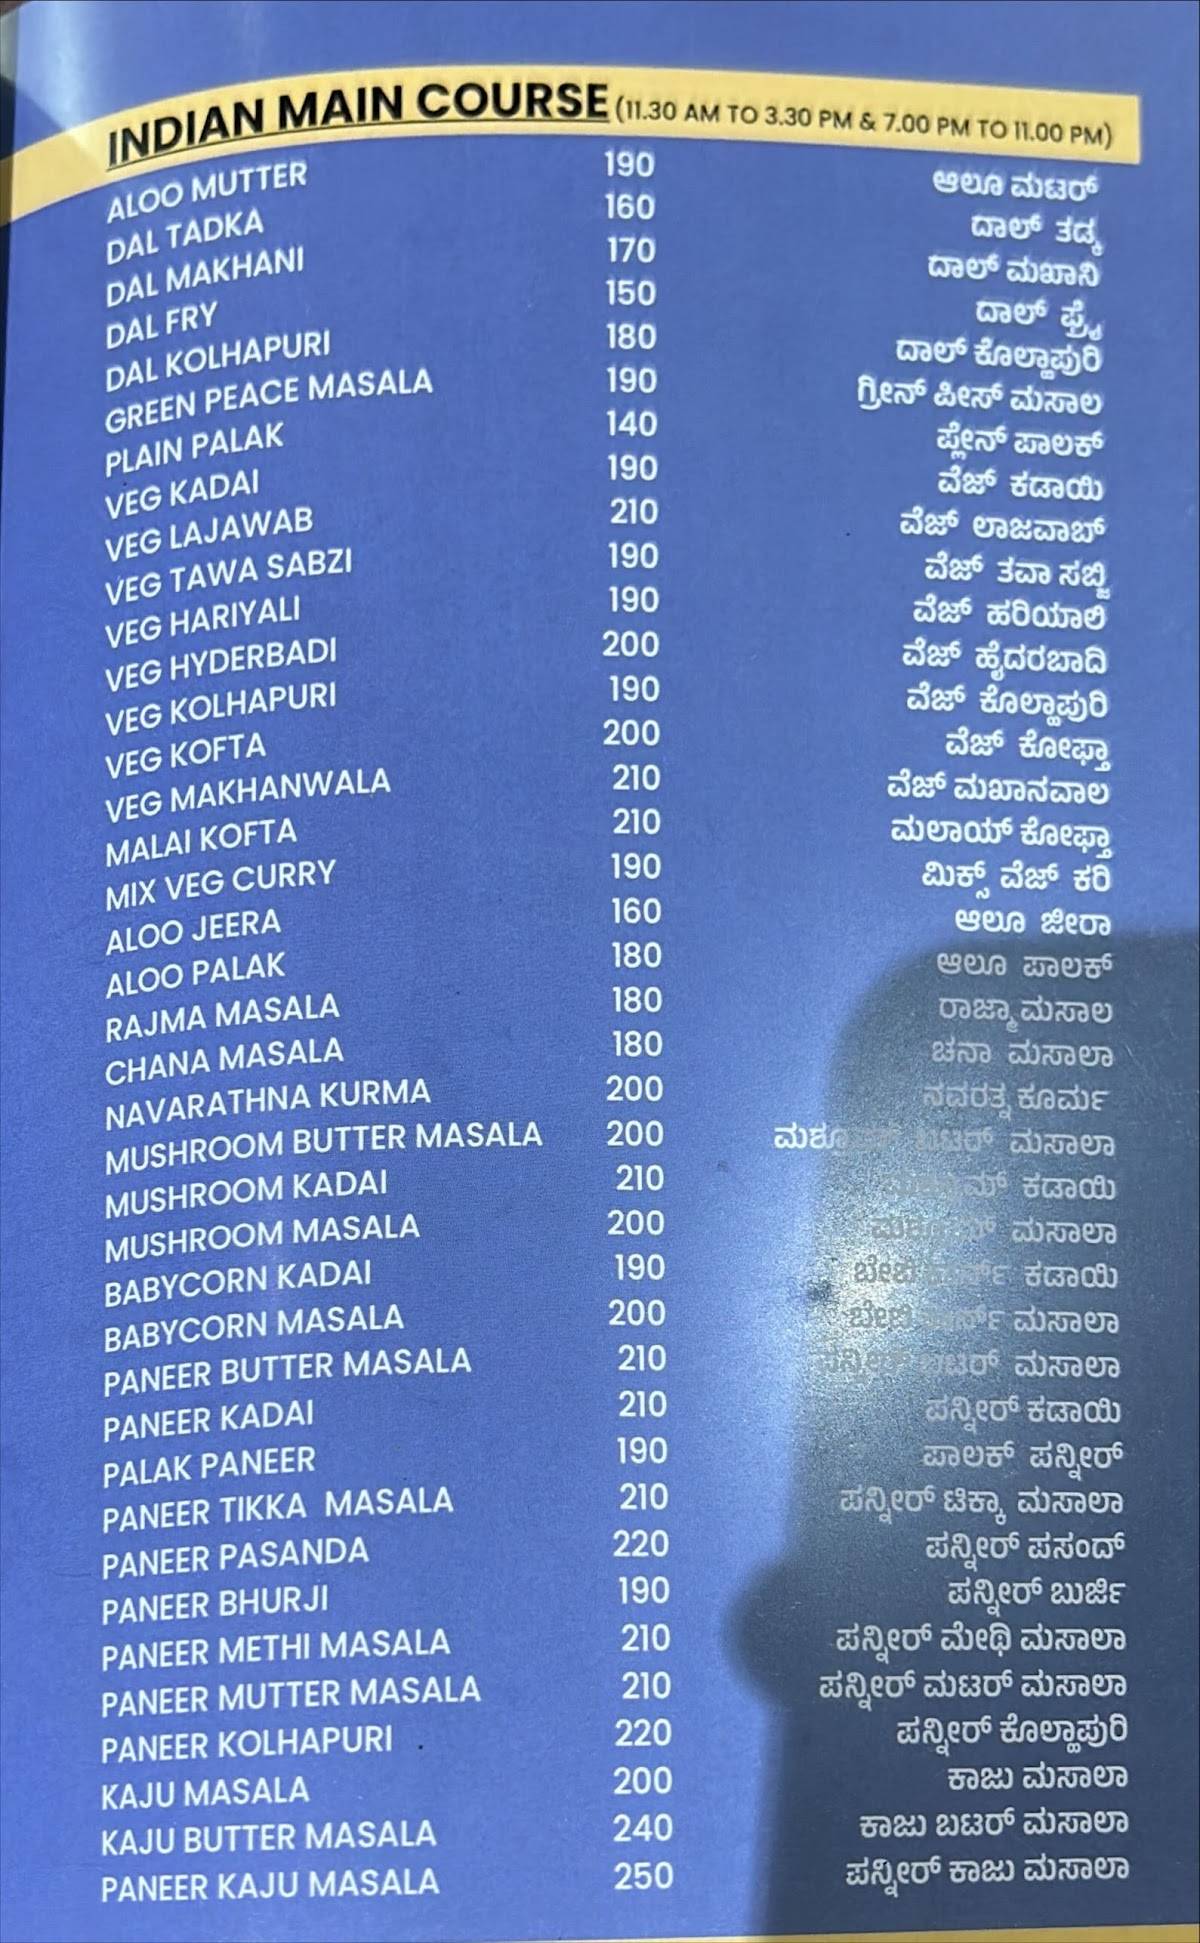 INDIAN MAIN COURSE (11.30 AM TO 3.30 PM & 7.00 PM TO 11.00 PM)
ALOO MUTTER 190 ಆಲೂ ಮಟರ್
DAL TADKA 160 ದಾಲ್ ತಡ್ಕ
DAL MAKHANI 170 ದಾಲ್ ಮಖಾನಿ
DAL FRY 150 ದಾಲ್ ಫ್ರೈ
DAL KOLHAPURI 180 ದಾಲ್ ಕೊಲ್ಹಾಪುರಿ
GREEN PEACE MASALA 190 ಗ್ರೀನ್ ಪೀಸ್ ಮಸಾಲ
PLAIN PALAK 140 ಪ್ಲೇನ್ ಪಾಲಕ್
VEG KADAI 190 ವೆಜ್ ಕಡಾಯಿ
VEG LAJAWAB 210 ವೆಜ್ ಲಾಜವಾಬ್
VEG TAWA SABZI 190 ವೆಜ್ ತವಾ ಸಬ್ಜಿ
VEG HARIYALI 190 ವೆಜ್ ಹರಿಯಾಲಿ
VEG HYDERBADI 200 ವೆಜ್ ಹೈದರಬಾದಿ
VEG KOLHAPURI 190 ವೆಜ್ ಕೊಲ್ಹಾಪುರಿ
VEG KOFTA 200 ವೆಜ್ ಕೋಫ್ತಾ
VEG MAKHANWALA 210 ವೆಜ್ ಮಖಾನವಾಲ
MALAI KOFTA 210 ಮಲಾಯ್ ಕೋಫ್ತಾ
MIX VEG CURRY 190 ಮಿಕ್ಸ್ ವೆಜ್ ಕರಿ
ALOO JEERA 160 ಆಲೂ ಜೀರಾ
ALOO PALAK 180 ಆಲೂ ಪಾಲಕ್
RAJMA MASALA 180 ರಾಜ್ಮಾ ಮಸಾಲ
CHANA MASALA 180 ಚನಾ ಮಸಾಲಾ
NAVARATHNA KURMA 200 ನವರತ್ನ ಕೂರ್ಮ
MUSHROOM BUTTER MASALA 200 ಬಟರ್ ಮಸಾಲಾ
MUSHROOM KADAI 210 ಕಡಾಯಿ
MUSHROOM MASALA 200 ಮಸಾಲಾ
BABYCORN KADAI 190 ಬೇಬಿ ಕಡಾಯಿ
BABYCORN MASALA 200 ಬೇಬಿ ಮಸಾಲಾ
PANEER BUTTER MASALA 210 ಪನ್ನೀರ್ ಬಟರ್ ಮಸಾಲಾ
PANEER KADAI 210 ಪನ್ನೀರ್ ಕಡಾಯಿ
PALAK PANEER 190 ಪಾಲಕ್ ಪನ್ನೀರ್
PANEER TIKKA MASALA 210 ಪನ್ನೀರ್ ಟಿಕ್ಕಾ ಮಸಾಲಾ
PANEER PASANDA 220 ಪನ್ನೀರ್ ಪಸಂದ್
PANEER BHURJI 190 ಪನ್ನೀರ್ ಬುರ್ಜಿ
PANEER METHI MASALA 210 ಪನ್ನೀರ್ ಮೇಥಿ ಮಸಾಲಾ
PANEER MUTTER MASALA 210 ಪನ್ನೀರ್ ಮಟರ್ ಮಸಾಲಾ
PANEER KOLHAPURI 220 ಪನ್ನೀರ್ ಕೊಲ್ಹಾಪುರಿ
KAJU MASALA 200 ಕಾಜು ಮಸಾಲಾ
KAJU BUTTER MASALA 240 ಕಾಜು ಬಟರ್ ಮಸಾಲಾ
PANEER KAJU MASALA 250 ಪನ್ನೀರ್ ಕಾಜು ಮಸಾಲಾ